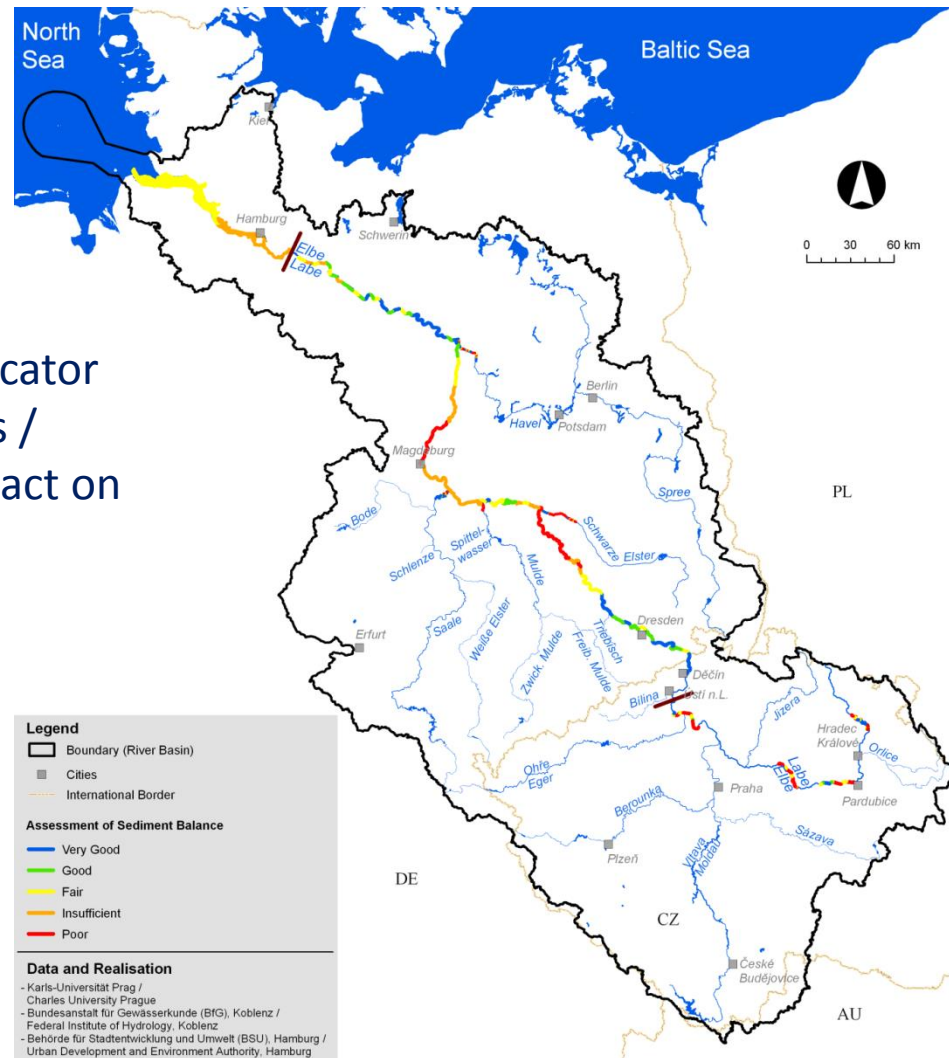 North
Sea
Baltic Sea
Kiel
Hamburg
Schwerin
Elbe
Labe
0 30 60 km
cator
s /
act on
Berlin
Havel
Potsdam
Magdeburg
Spree
PL
Bode
Schlenze
Spittel-
wasser
Mulde
Schwarze
Elster
Saale
Weiße Elster
Zwick. Mulde
Freib. Mulde
Triebisch
Dresden
Erfurt
Děčín
Bilina
Ústí n.L.
Jizera
Hradec
Králové
Orlice
Labe
Elbe
Pardubice
Ohře
Eger
Praha
Berounka
Sázava
Plzeň
Vltava
Moldau
DE
CZ
České
Budějovice
AU
Legend
Boundary (River Basin)
Cities
International Border
Assessment of Sediment Balance
Very Good
Good
Fair
Insufficient
Poor
Data and Realisation
- Karls-Universität Prag /
Charles University Prague
- Bundesanstalt für Gewässerkunde (BfG), Koblenz /
Federal Institute of Hydrology, Koblenz
- Behörde für Stadtentwicklung und Umwelt (BSU), Hamburg /
Urban Development and Environment Authority, Hamburg